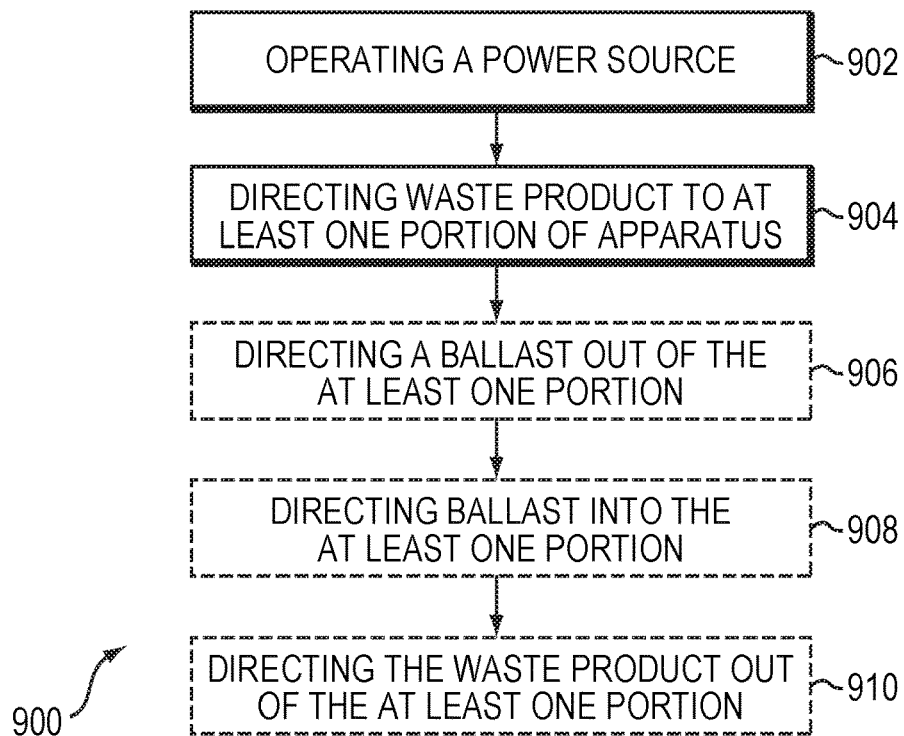 OPERATING A POWER SOURCE
902
DIRECTING WASTE PRODUCT TO AT
LEAST ONE PORTION OF APPARATUS
904
DIRECTING A BALLAST OUT OF THE
AT LEAST ONE PORTION
906
DIRECTING BALLAST INTO THE
AT LEAST ONE PORTION
908
DIRECTING THE WASTE PRODUCT OUT
OF THE AT LEAST ONE PORTION
910
900